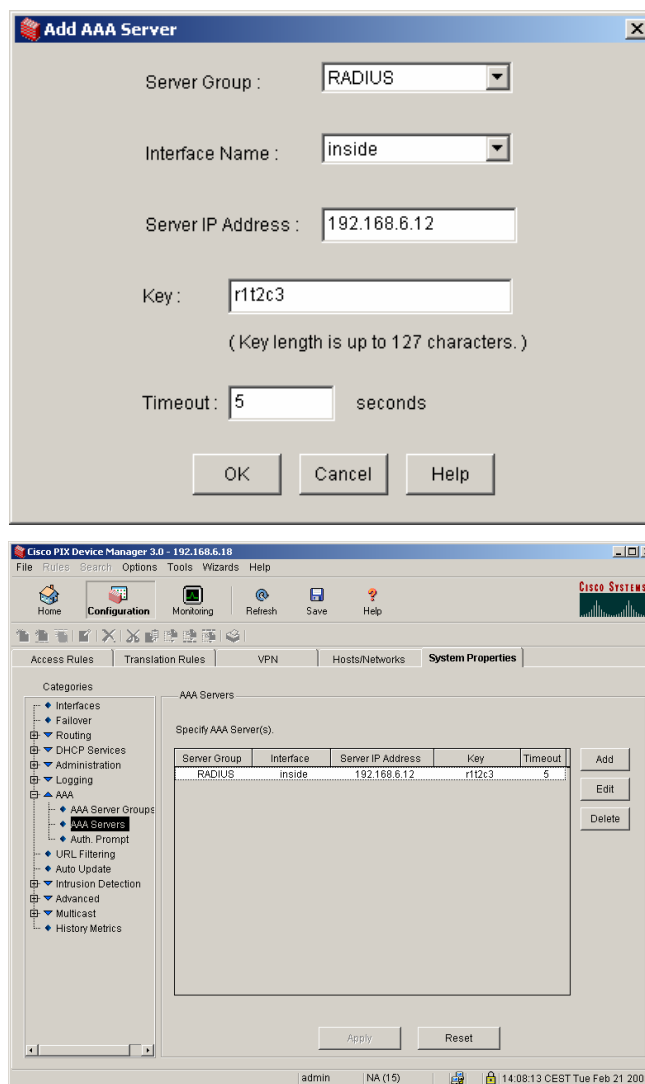 Add AAA Server
Server Group :
RADIUS
Interface Name :
inside
Server IP Address :
192.168.6.12
Key :
r1t2c3
( Key length is up to 127 characters. )
Timeout :
5
seconds
OK Cancel Help
Cisco PIX Device Manager 3.0 - 192.168.6.18
File Rules Search Options Tools Wizards Help
Home Configuration Monitoring Refresh Save Help
CISCO SYSTEMS
Access Rules Translation Rules VPN Hosts/Networks System Properties
Categories
Interfaces
Failover
Routing
DHCP Services
Administration
Logging
AAA
AAA Server Groups
AAA Servers
Auth. Prompt
URL Filtering
Auto Update
Intrusion Detection
Advanced
Multicast
History Metrics
AAA Servers
Specify AAA Server(s).
Server Group Interface Server IP Address Key Timeout
RADIUS inside 192.168.6.12 r1t2c3 5
Add
Edit
Delete
Apply Reset
admin NA (15) 14:08:13 CEST Tue Feb 21 200